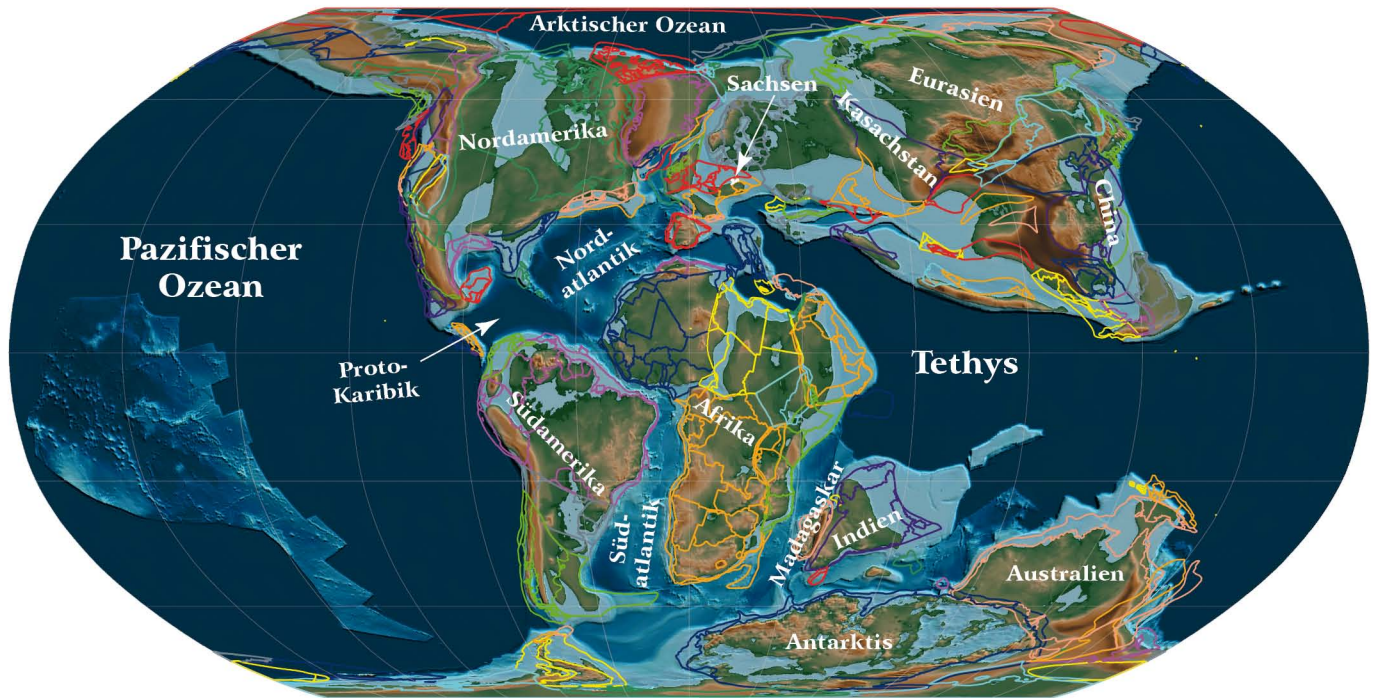 Arktischer Ozean
Sachsen
Eurasien
Nordamerika
Kasachstan
China
Pazifischer
Ozean
Nord-
atlantik
Proto-
Karibik
Tethys
Südamerika
Afrika
Süd-
atlantik
Madagaskar
Indien
Australien
Antarktis